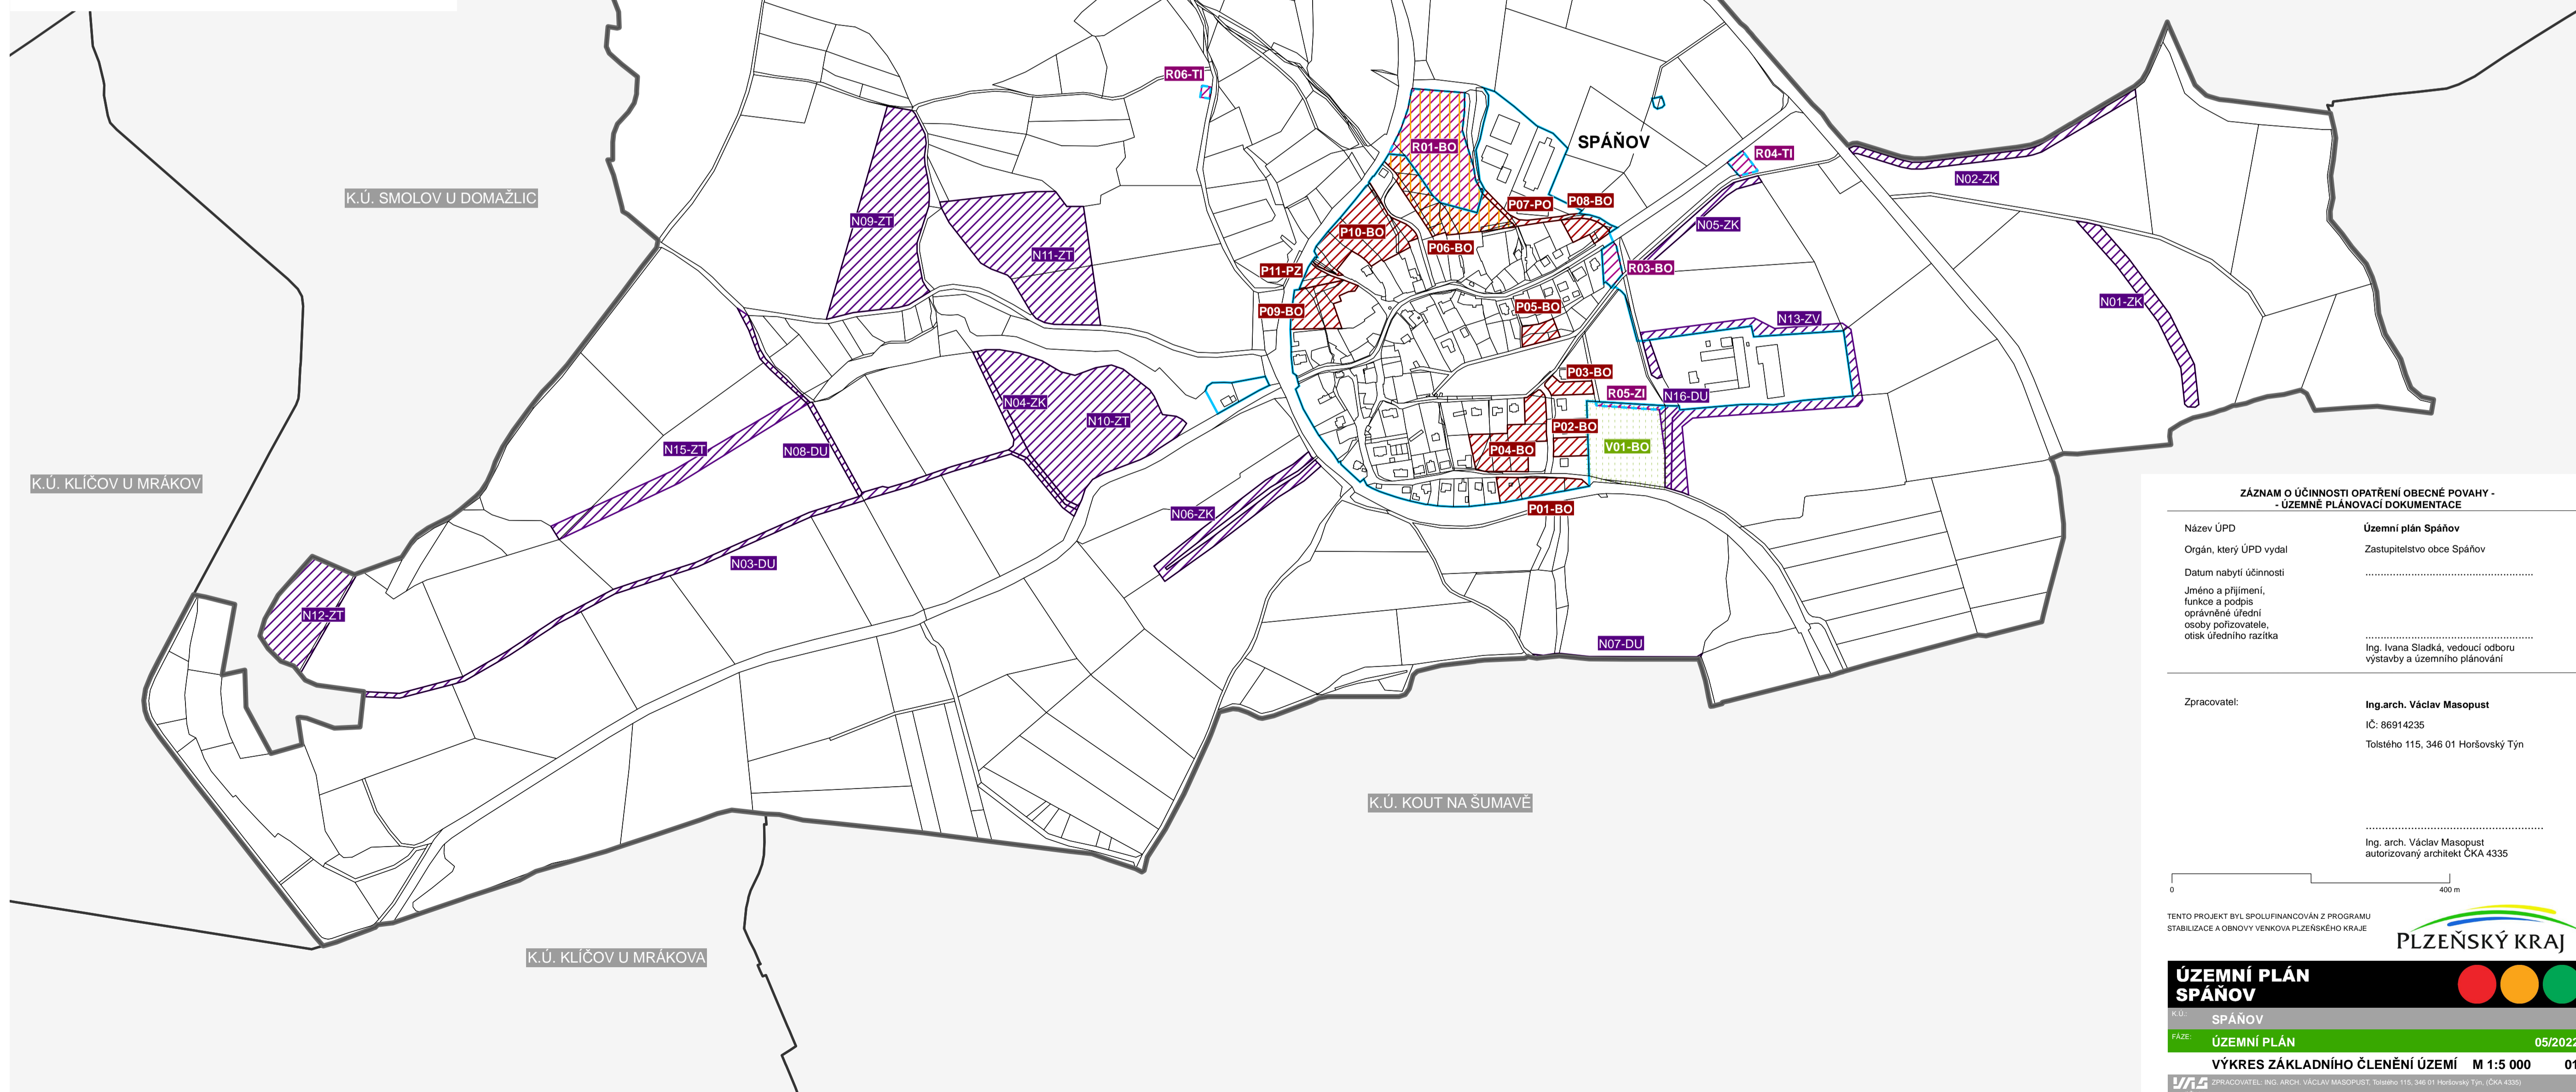 R06-TI
R01-BO
SPÁŇOV
R04-TI
N02-ZK
K.Ú. SMOLOV U DOMAŽLIC
N09-ZT
N11-ZT
P10-BO
P07-PO
P08-BO
N05-ZK
P06-BO
P11-PZ
R03-BO
N01-ZK
P09-BO
P05-BO
N13-ZV
P03-BO
R05-ZI
N16-DU
N04-ZK
N10-ZT
P02-BO
V01-BO
N15-ZT
N08-DU
P04-BO
K.Ú. KLÍČOV U MRÁKOV
N06-ZK
P01-BO
N03-DU
N12-ZT
N07-DU
K.Ú. KOUT NA ŠUMAVĚ
K.Ú. KLÍČOV U MRÁKOVA
ZÁZNAM O ÚČINNOSTI OPATŘENÍ OBECNÉ POVAHY -
- ÚZEMNĚ PLÁNOVACÍ DOKUMENTACE
Název ÚPD Územní plán Spáňov
Orgán, který ÚPD vydal Zastupitelstvo obce Spáňov
Datum nabytí účinnosti ........................................................
Jméno a příjimení,
funkce a podpis
oprávněné úřední
osoby pořizovatele,
otisk úředního razítka ........................................................
Ing. Ivana Sladká, vedoucí odboru
výstavby a územního plánování
Zpracovatel: Ing.arch. Václav Masopust
IČ: 86914235
Tolstého 115, 346 01 Horšovský Týn
........................................................
Ing. arch. Václav Masopust
autorizovaný architekt ČKA 4335
0 400 m
TENTO PROJEKT BYL SPOLUFINANCOVÁN Z PROGRAMU
STABILIZACE A OBNOVY VENKOVA PLZEŇSKÉHO KRAJE
PLZEŇSKÝ KRAJ
ÚZEMNÍ PLÁN
SPÁŇOV
K.Ú.: SPÁŇOV
FÁZE: ÚZEMNÍ PLÁN 05/2022
VÝKRES ZÁKLADNÍHO ČLENĚNÍ ÚZEMÍ M 1:5 000 01
ZPRACOVATEL: ING. ARCH. VÁCLAV MASOPUST, Tolstého 115, 346 01 Horšovský Týn, (ČKA 4335)